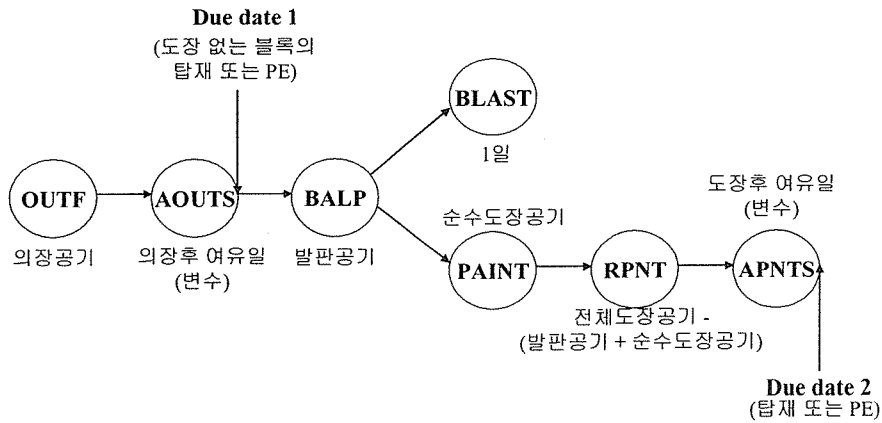 Due date 1
(도장 없는 블록의
탑재 또는 PE)
BLAST
1일
OUTF
의장공기
AOUTS
의장후 여유일
(변수)
BALP
발판공기
순수도장공기
PAINT
RPNT
전체도장공기 -
(발판공기 + 순수도장공기)
도장후 여유일
(변수)
APNTS
Due date 2
(탑재 또는 PE)